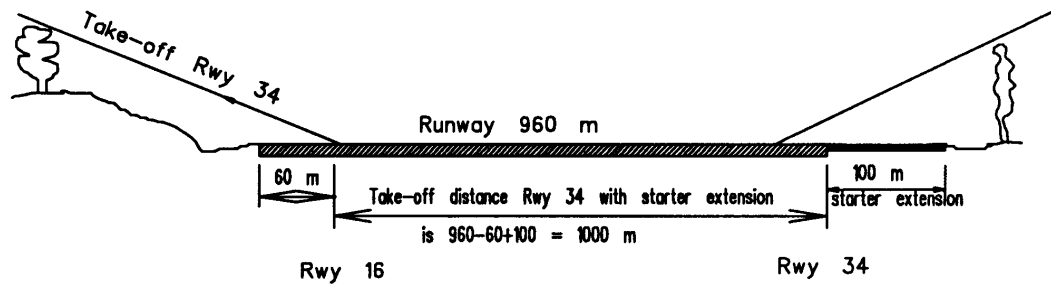 Take-off Rwy 34
Runway 960 m
60 m
100 m
Take-off distance Rwy 34 with starter extension
starter extension
is 960-60+100 = 1000 m
Rwy 16
Rwy 34